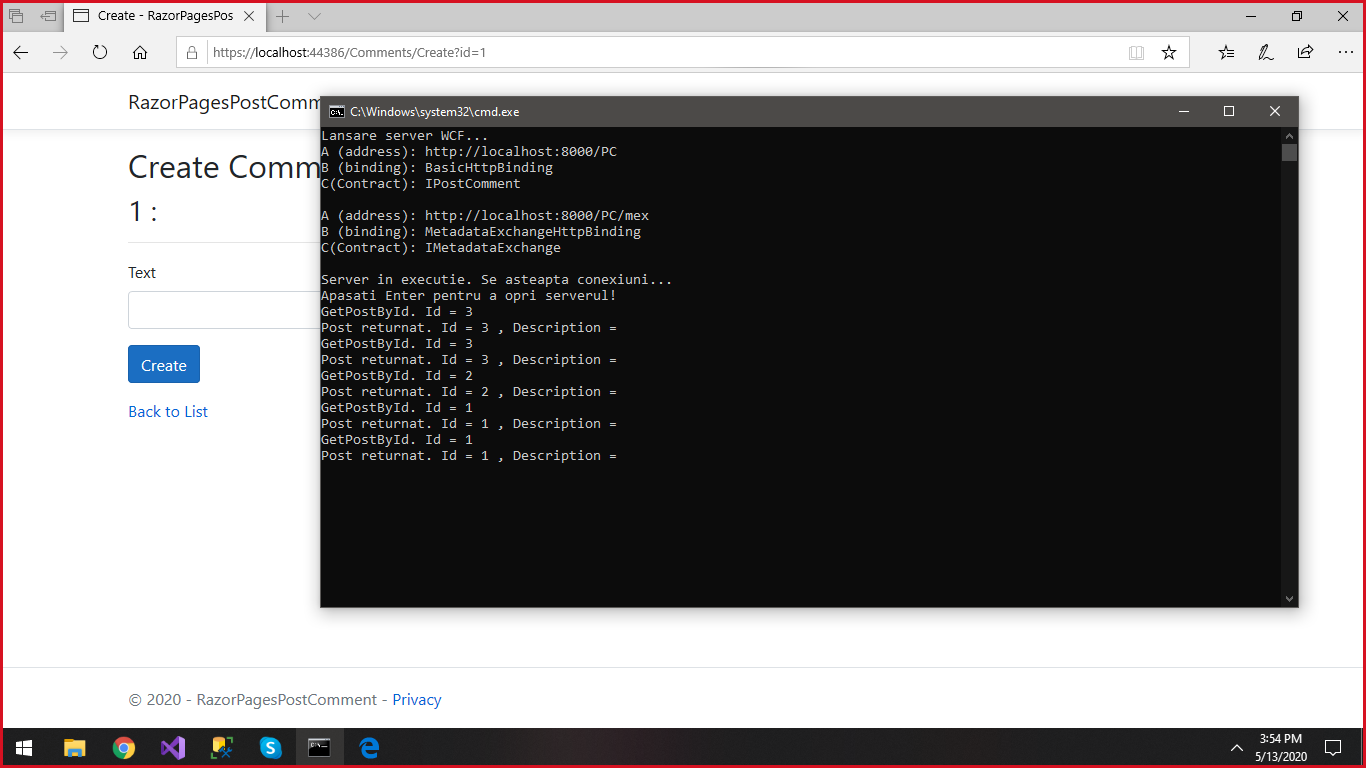 Create - RazorPagesPos
https://localhost:44386/Comments/Create?id=1
RazorPagesPostComm
Create Comm
1 :
Text
Create
Back to List
C:\Windows\system32\cmd.exe
Lansare server WCF...
A (address): http://localhost:8000/PC
B (binding): BasicHttpBinding
C(Contract): IPostComment
A (address): http://localhost:8000/PC/mex
B (binding): MetadataExchangeHttpBinding
C(Contract): IMetadataExchange
Server in executie. Se asteapta conexiuni...
Apasati Enter pentru a opri serverul!
GetPostById. Id = 3
Post returnat. Id = 3 , Description =
GetPostById. Id = 3
Post returnat. Id = 3 , Description =
GetPostById. Id = 2
Post returnat. Id = 2 , Description =
GetPostById. Id = 1
Post returnat. Id = 1 , Description =
GetPostById. Id = 1
Post returnat. Id = 1 , Description =
© 2020 - RazorPagesPostComment - Privacy
3:54 PM
5/13/2020